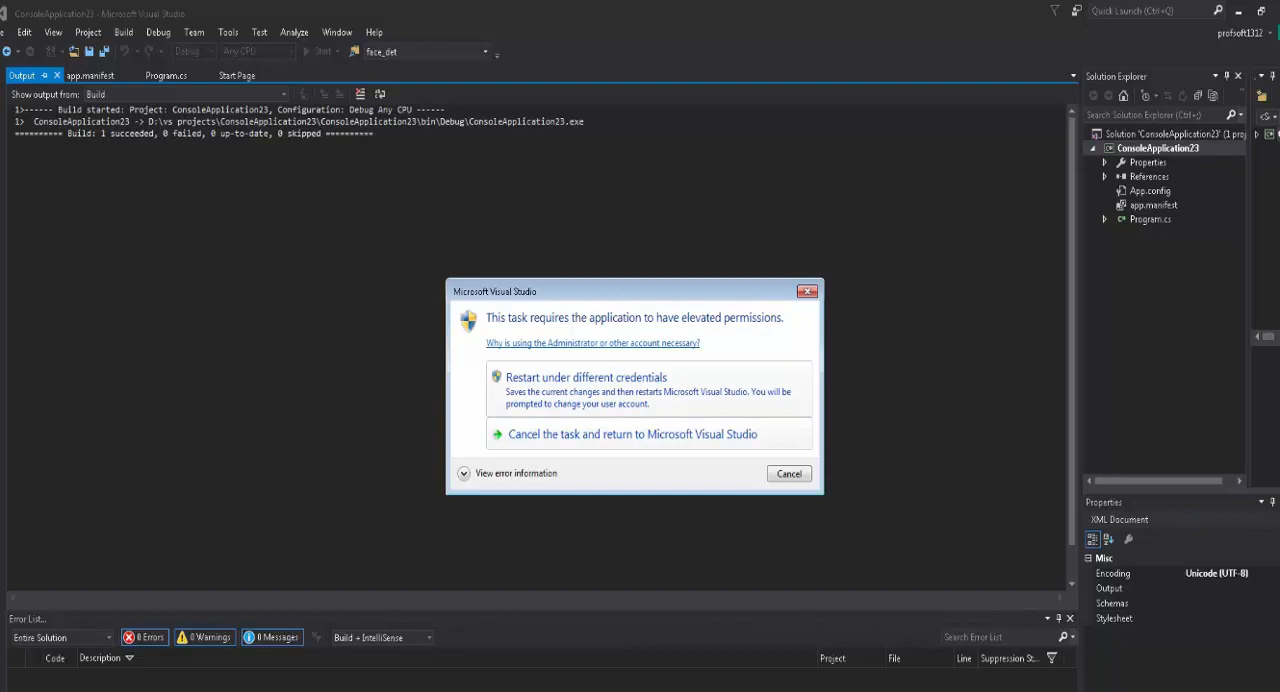 ConsoleApplication23 - Microsoft Visual Studio
Quick Launch (Ctrl+Q)
Edit View Project Build Debug Team Tools Test Analyze Window Help
profsoft1312
Debug Any CPU Start face_det
Output app.manifest Program.cs Start Page
Solution Explorer
Show output from: Build
1>------ Build started: Project: ConsoleApplication23, Configuration: Debug Any CPU ------
1> ConsoleApplication23 -> D:\vs projects\ConsoleApplication23\ConsoleApplication23\bin\Debug\ConsoleApplication23.exe
========== Build: 1 succeeded, 0 failed, 0 up-to-date, 0 skipped ==========
Search Solution Explorer (Ctrl+;)
Solution 'ConsoleApplication23' (1 proj
ConsoleApplication23
Properties
References
App.config
app.manifest
Program.cs
Microsoft Visual Studio
This task requires the application to have elevated permissions.
Why is using the Administrator or other account necessary?
Restart under different credentials
Saves the current changes and then restarts Microsoft Visual Studio. You will be
prompted to change your user account.
Cancel the task and return to Microsoft Visual Studio
View error information
Cancel
Properties
XML Document
Misc
Encoding Unicode (UTF-8)
Output
Schemas
Stylesheet
Error List...
Entire Solution 0 Errors 0 Warnings 0 Messages Build + IntelliSense Search Error List
Code Description Project File Line Suppression St...